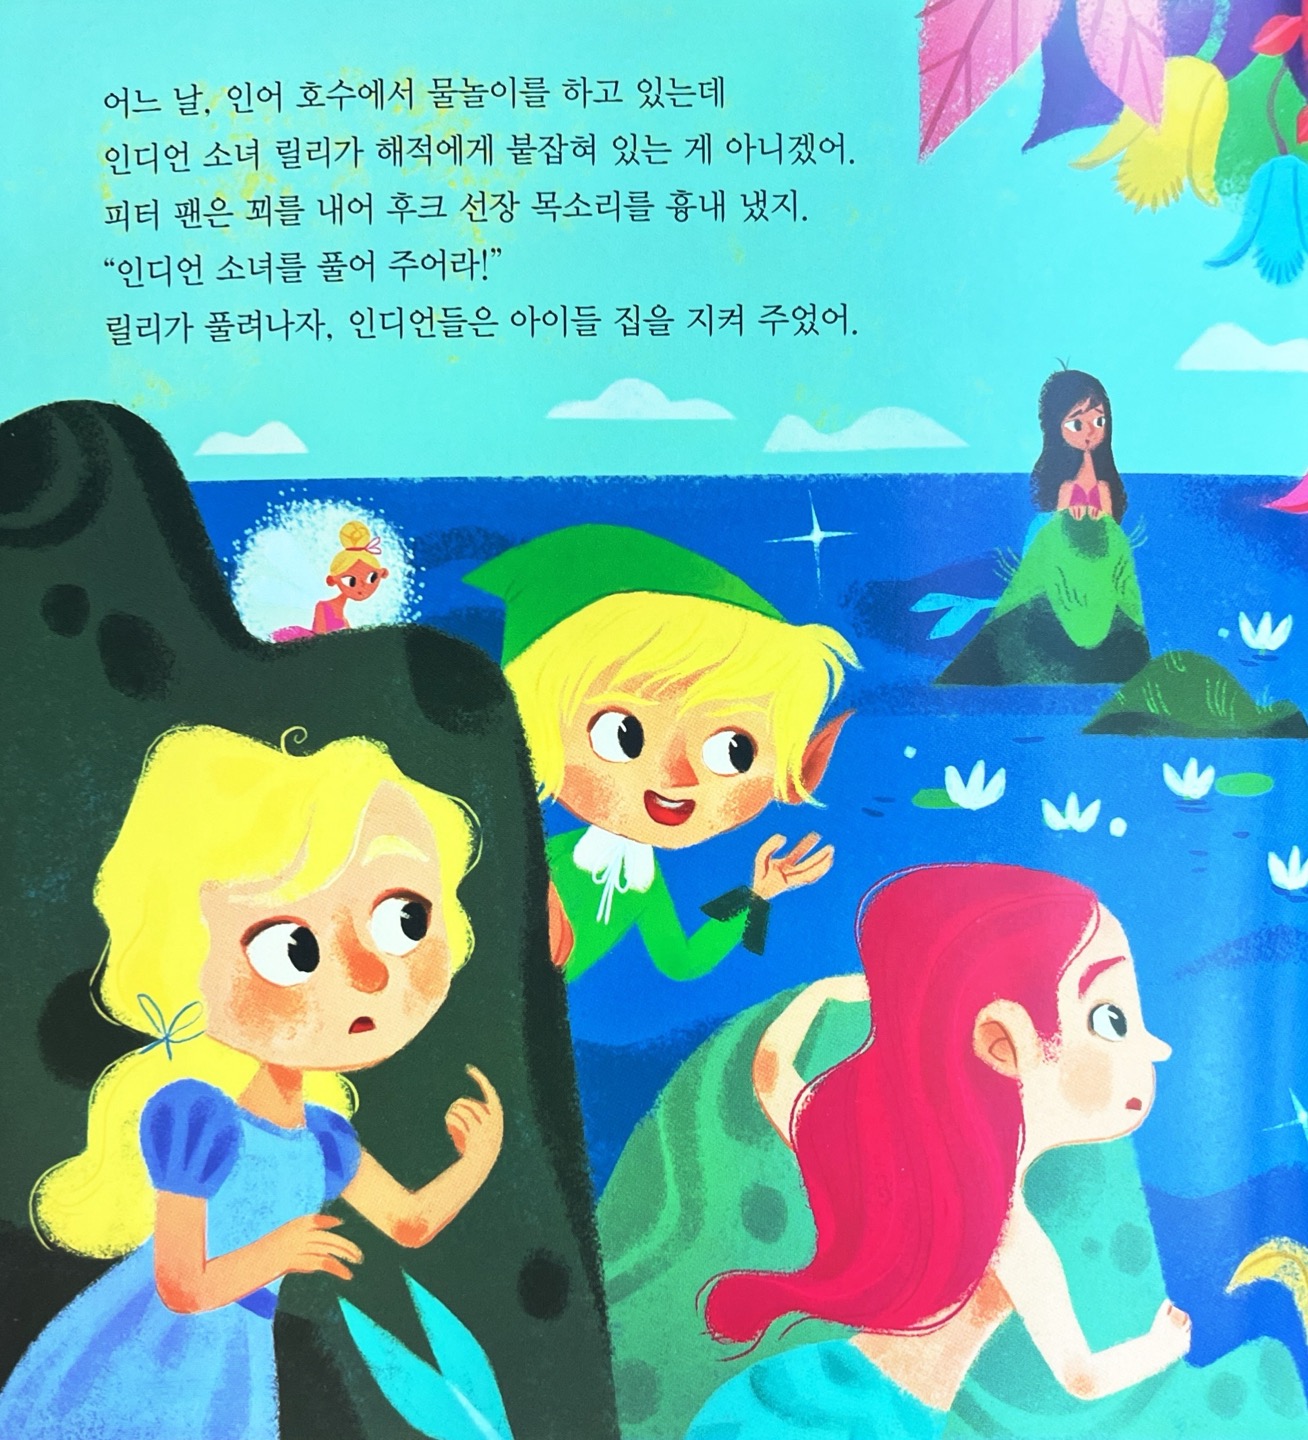 어느 날, 인어 호수에서 물놀이를 하고 있는데
인디언 소녀 릴리가 해적에게 붙잡혀 있는 게 아니겠어.
피터 팬은 꾀를 내어 후크 선장 목소리를 흉내 냈지.
“인디언 소녀를 풀어 주어라!”
릴리가 풀려나자, 인디언들은 아이들 집을 지켜 주었어.